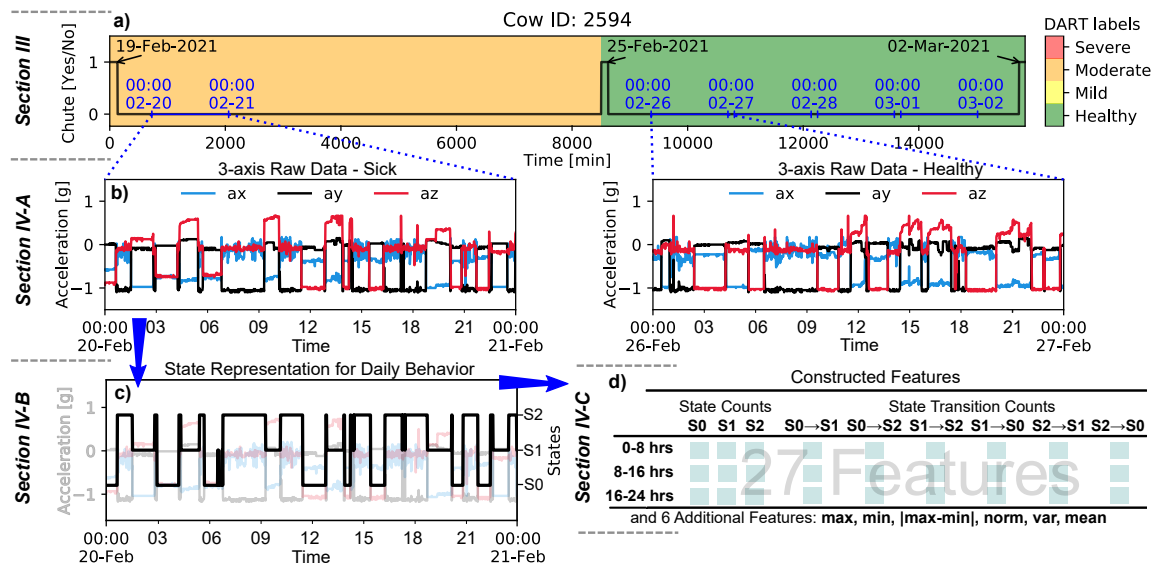 Cow ID: 2594
Section III
a)
Chute [Yes/No]
1
0
19-Feb-2021
25-Feb-2021
02-Mar-2021
00:00 00:00 00:00 00:00 00:00 00:00 00:00
02-20 02-21 02-26 02-27 02-28 03-01 03-02
0 2000 4000 6000 8000 10000 12000 14000
Time [min]
DART labels
Severe
Moderate
Mild
Healthy
Section IV-A
3-axis Raw Data - Sick
b)
ax ay az
Acceleration [g]
1
0
−1
00:00 03 06 09 12 15 18 21 00:00
20-Feb Time 21-Feb
3-axis Raw Data - Healthy
ax ay az
Acceleration [g]
1
0
−1
00:00 03 06 09 12 15 18 21 00:00
26-Feb Time 27-Feb
Section IV-B
State Representation for Daily Behavior
c)
Acceleration [g]
1
0
−1
S2
S1
S0
States
00:00 03 06 09 12 15 18 21 00:00
20-Feb Time 21-Feb
Section IV-C
d)
Constructed Features
State Counts State Transition Counts
S0 S1 S2 S0→S1 S0→S2 S1→S2 S1→S0 S2→S1 S2→S0
0-8 hrs
8-16 hrs
16-24 hrs
27 Features
and 6 Additional Features: max, min, |max-min|, norm, var, mean